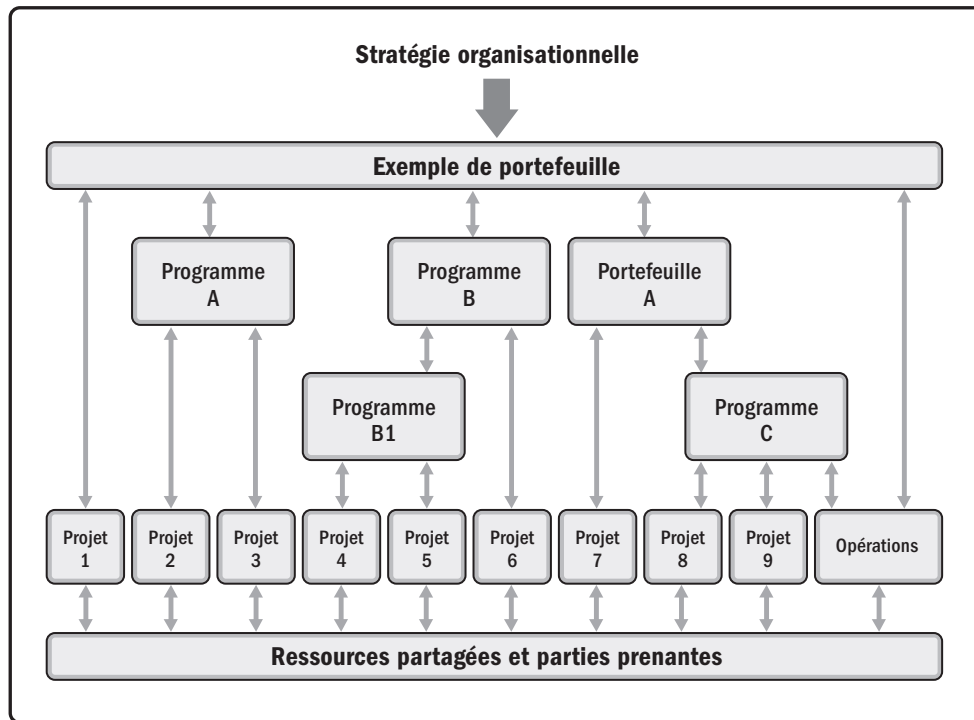 Stratégie organisationnelle
Exemple de portefeuille
Programme
A
Programme
B
Portefeuille
A
Programme
B1
Programme
C
Projet
1
Projet
2
Projet
3
Projet
4
Projet
5
Projet
6
Projet
7
Projet
8
Projet
9
Opérations
Ressources partagées et parties prenantes